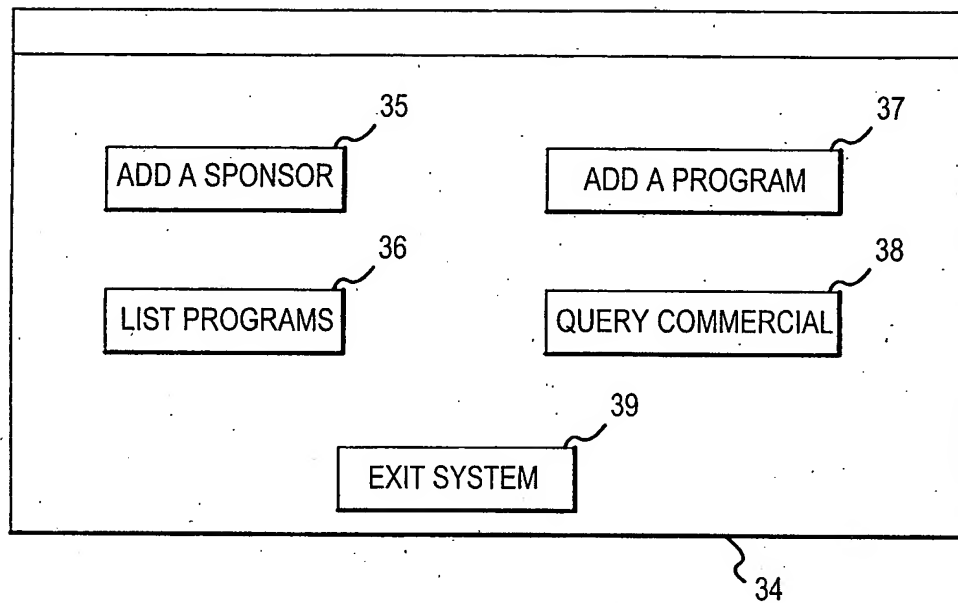 35
37
ADD A SPONSOR
ADD A PROGRAM
36
38
LIST PROGRAMS
QUERY COMMERCIAL
39
EXIT SYSTEM
34